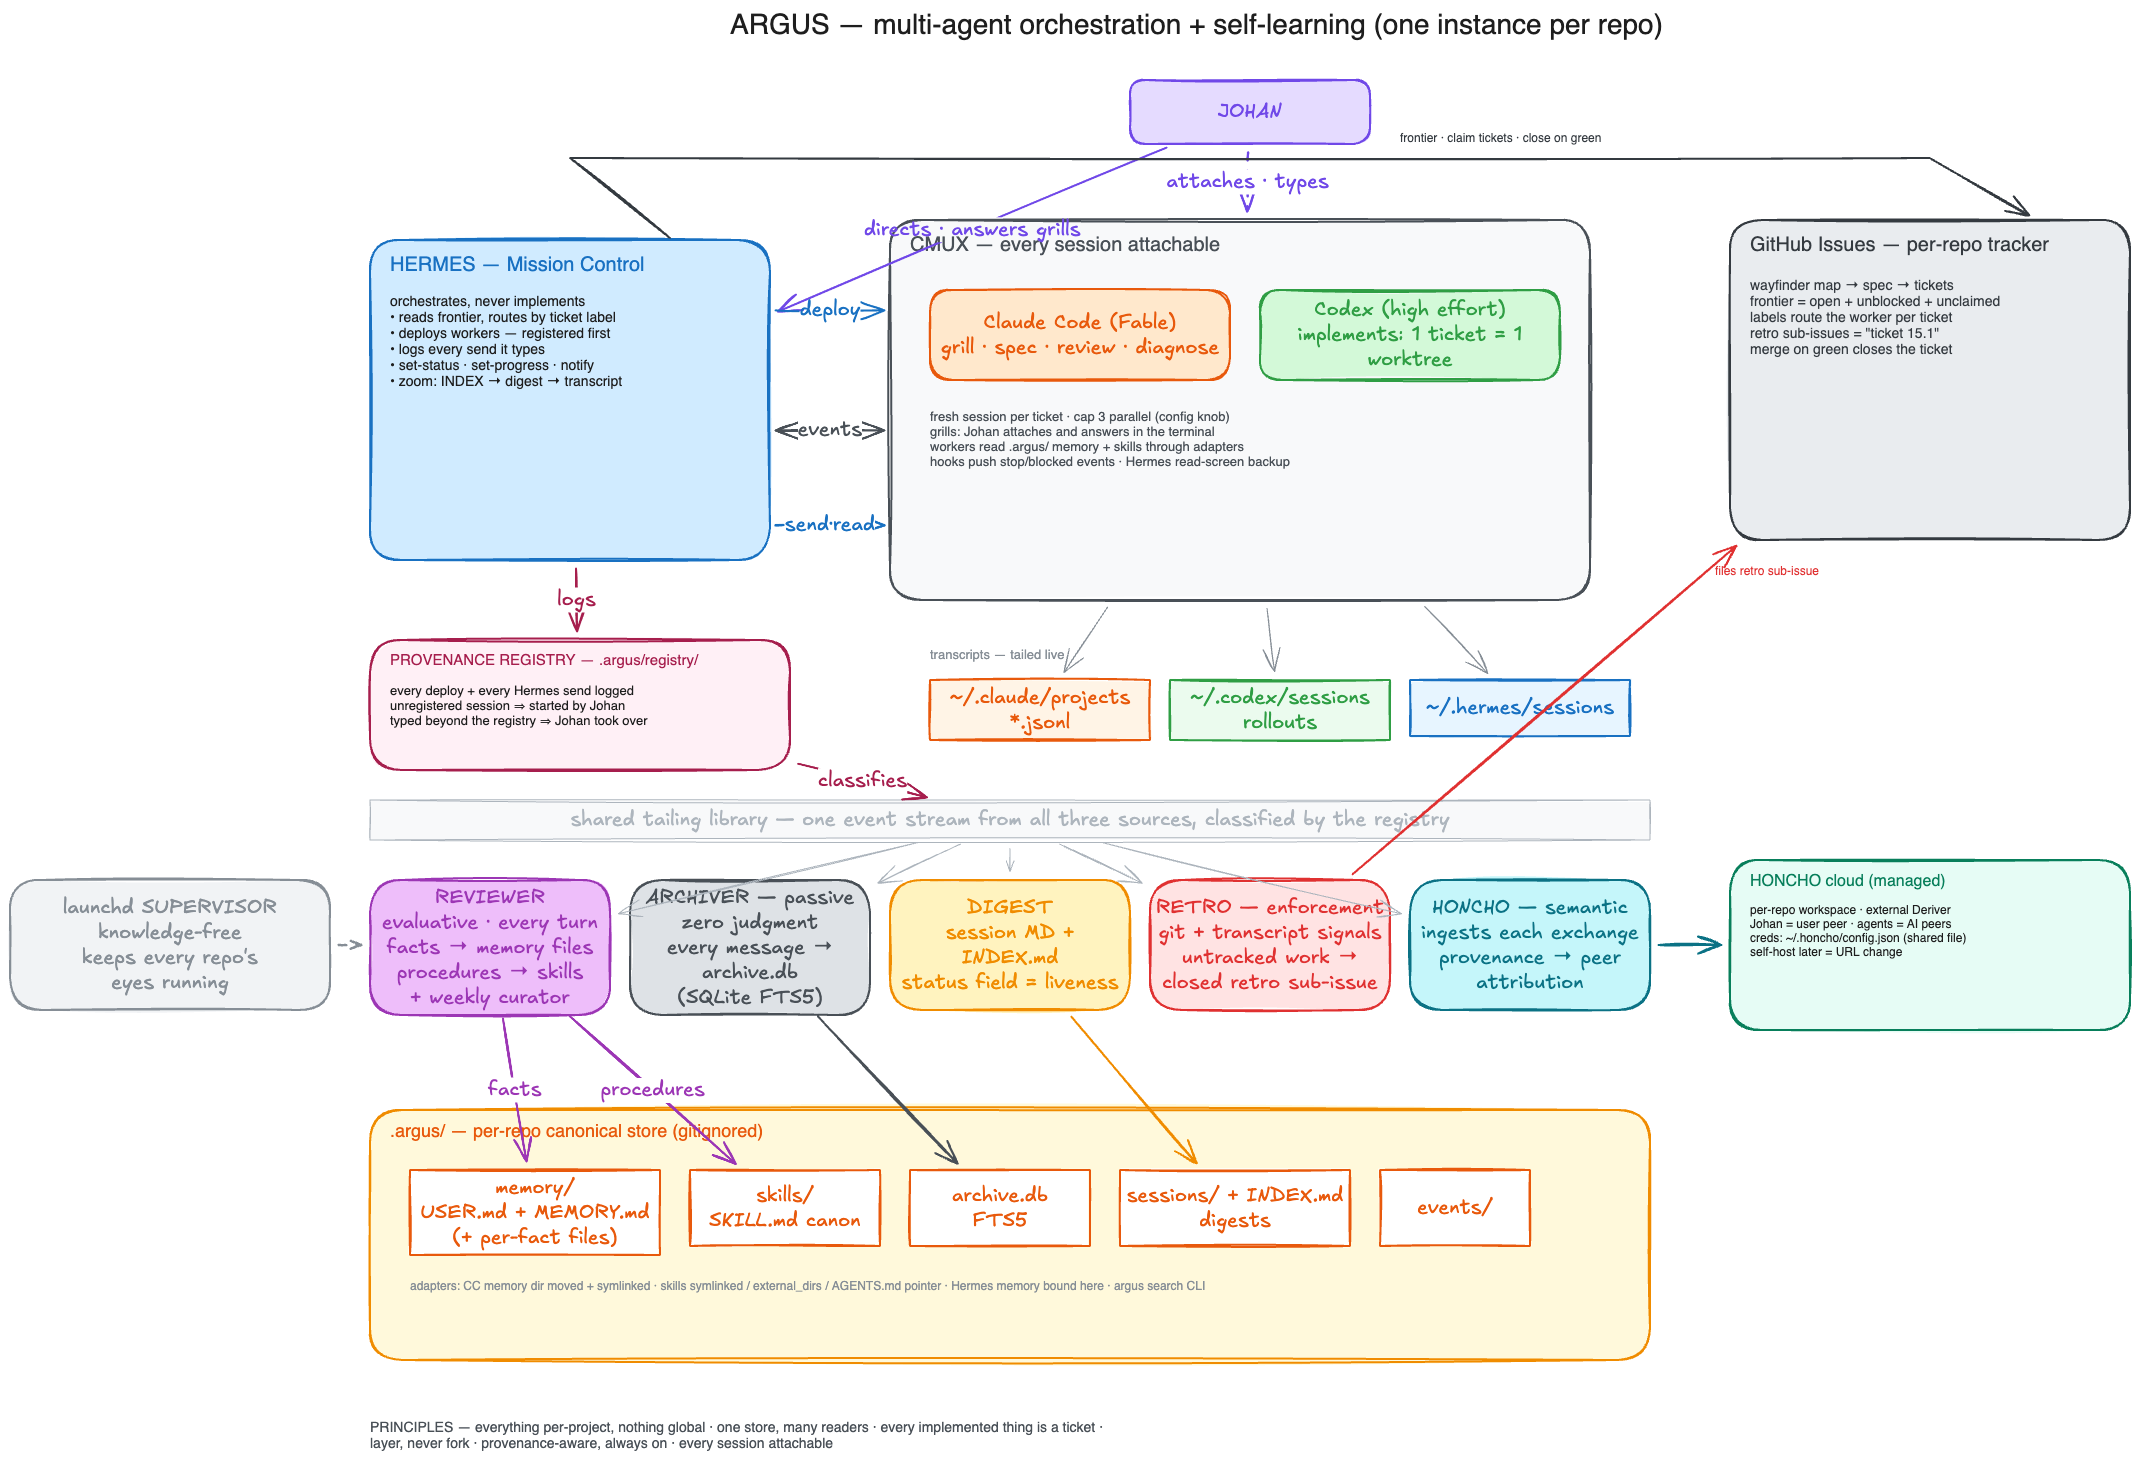 ARGUS — multi-agent orchestration + self-learning (one instance per repo)
JOHAN
frontier · claim tickets · close on green
attaches · types
directs · answers grills
HERMES — Mission Control
orchestrates, never implements
• reads frontier, routes by ticket label
• deploys workers — registered first
• logs every send it types
• set-status · set-progress · notify
• zoom: INDEX → digest → transcript
deploy
events
send·read
CMUX — every session attachable
Claude Code (Fable)
grill · spec · review · diagnose
Codex (high effort)
implements: 1 ticket = 1
worktree
fresh session per ticket · cap 3 parallel (config knob)
grills: Johan attaches and answers in the terminal
workers read .argus/ memory + skills through adapters
hooks push stop/blocked events · Hermes read-screen backup
GitHub Issues — per-repo tracker
wayfinder map → spec → tickets
frontier = open + unblocked + unclaimed
labels route the worker per ticket
retro sub-issues = "ticket 15.1"
merge on green closes the ticket
files retro sub-issue
logs
PROVENANCE REGISTRY — .argus/registry/
every deploy + every Hermes send logged
unregistered session ⇒ started by Johan
typed beyond the registry ⇒ Johan took over
transcripts — tailed live
~/.claude/projects
*.jsonl
~/.codex/sessions
rollouts
~/.hermes/sessions
classifies
shared tailing library — one event stream from all three sources, classified by the registry
launchd SUPERVISOR
knowledge-free
keeps every repo's
eyes running
REVIEWER
evaluative · every turn
facts → memory files
procedures → skills
+ weekly curator
ARCHIVER — passive
zero judgment
every message →
archive.db
(SQLite FTS5)
DIGEST
session MD +
INDEX.md
status field = liveness
RETRO — enforcement
git + transcript signals
untracked work →
closed retro sub-issue
HONCHO — semantic
ingests each exchange
provenance → peer
attribution
HONCHO cloud (managed)
per-repo workspace · external Deriver
Johan = user peer · agents = AI peers
creds: ~/.honcho/config.json (shared file)
self-host later = URL change
facts
procedures
.argus/ — per-repo canonical store (gitignored)
memory/
USER.md + MEMORY.md
(+ per-fact files)
skills/
SKILL.md canon
archive.db
FTS5
sessions/ + INDEX.md
digests
events/
adapters: CC memory dir moved + symlinked · skills symlinked / external_dirs / AGENTS.md pointer · Hermes memory bound here · argus search CLI
PRINCIPLES — everything per-project, nothing global · one store, many readers · every implemented thing is a ticket ·
layer, never fork · provenance-aware, always on · every session attachable